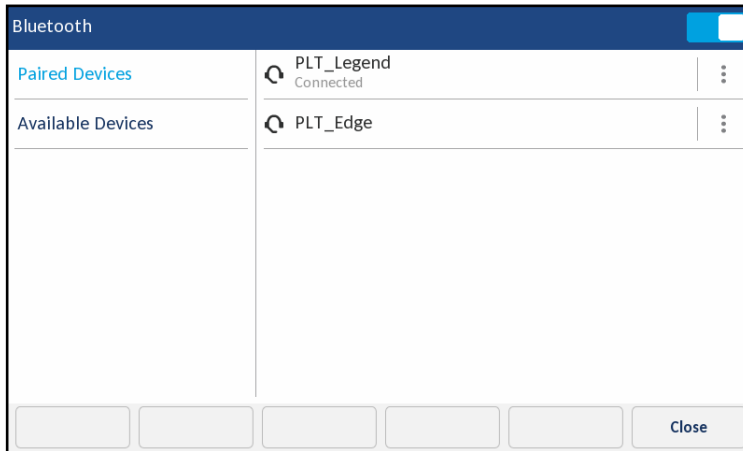 Bluetooth
Paired Devices
PLT_Legend
Connected
Available Devices
PLT_Edge
Close